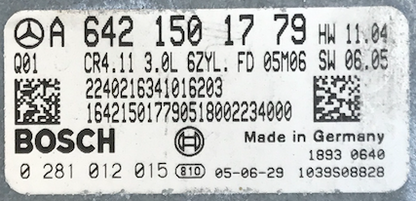 A 642 150 17 79 HW 11.04
Q01 CR4.11 3.0L 6ZYL. FD 05M06 SW 06.05
2240216341016203
164215017790518002234000
BOSCH Made in Germany
1893 0640
0 281 012 015 810 05-06-29 1039S08828